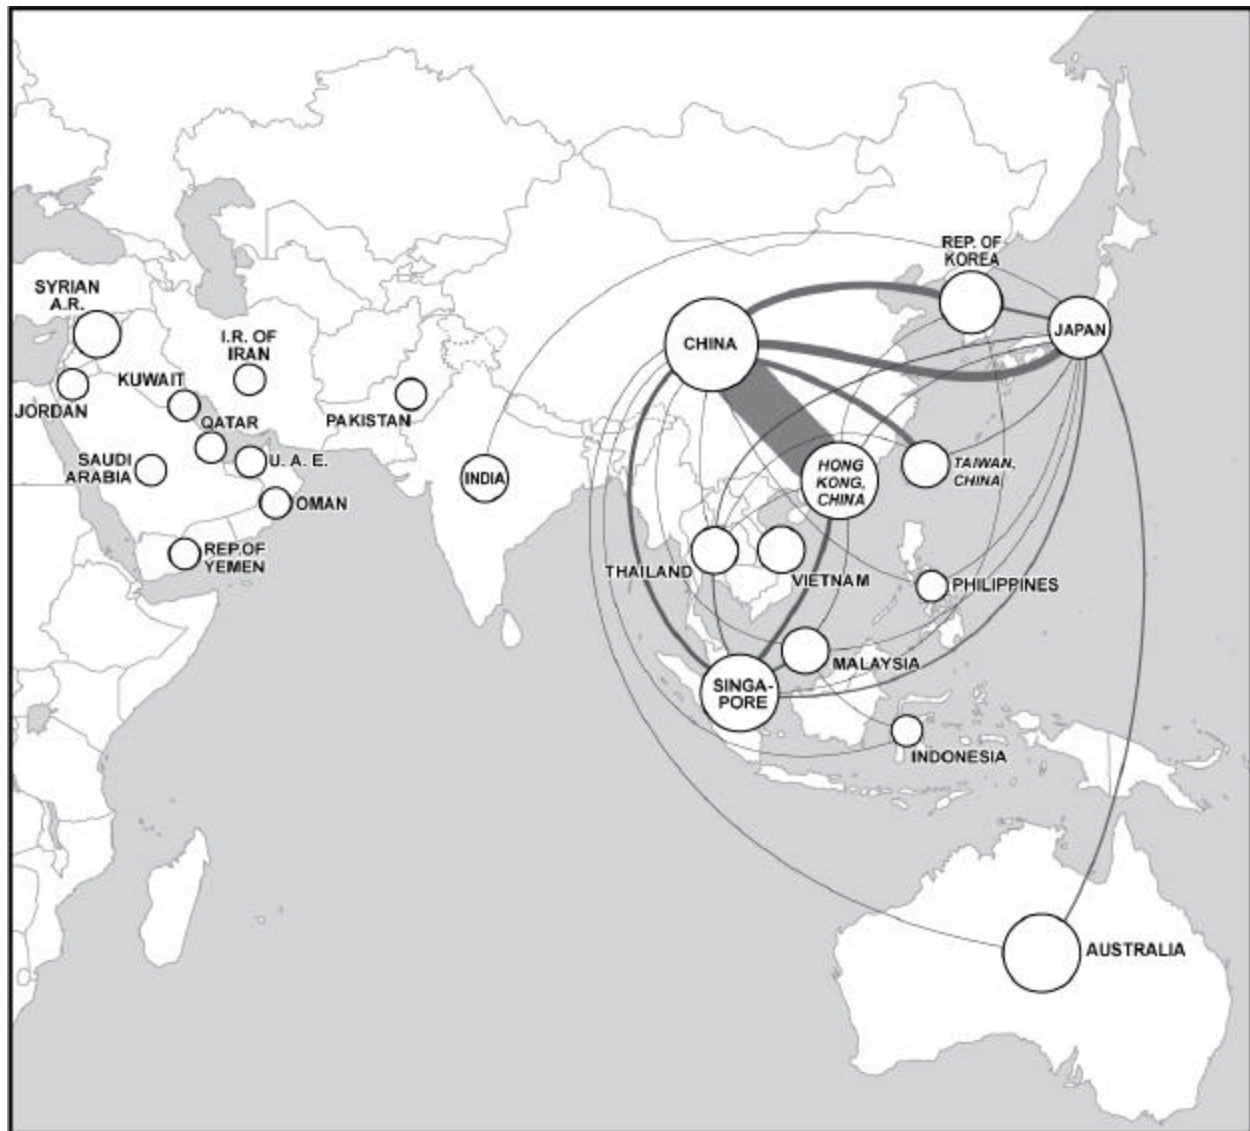 REP. OF
KOREA
SYRIAN
A.R.
I.R. OF
IRAN
JAPAN
CHINA
KUWAIT
JORDAN
PAKISTAN
QATAR
SAUDI
ARABIA
U. A. E.
INDIA
HONG
KONG,
CHINA
TAIWAN,
CHINA
OMAN
REP.OF
YEMEN
THAILAND
VIETNAM
PHILIPPINES
MALAYSIA
SINGA-
PORE
INDONESIA
AUSTRALIA